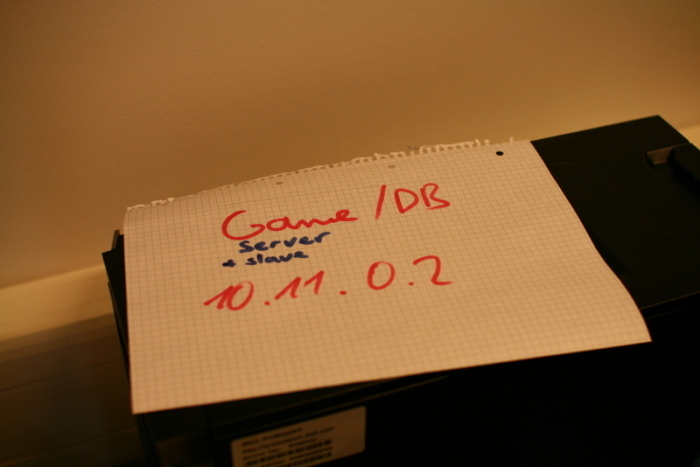 Game/DB
server
+ slave
10.11.0.2